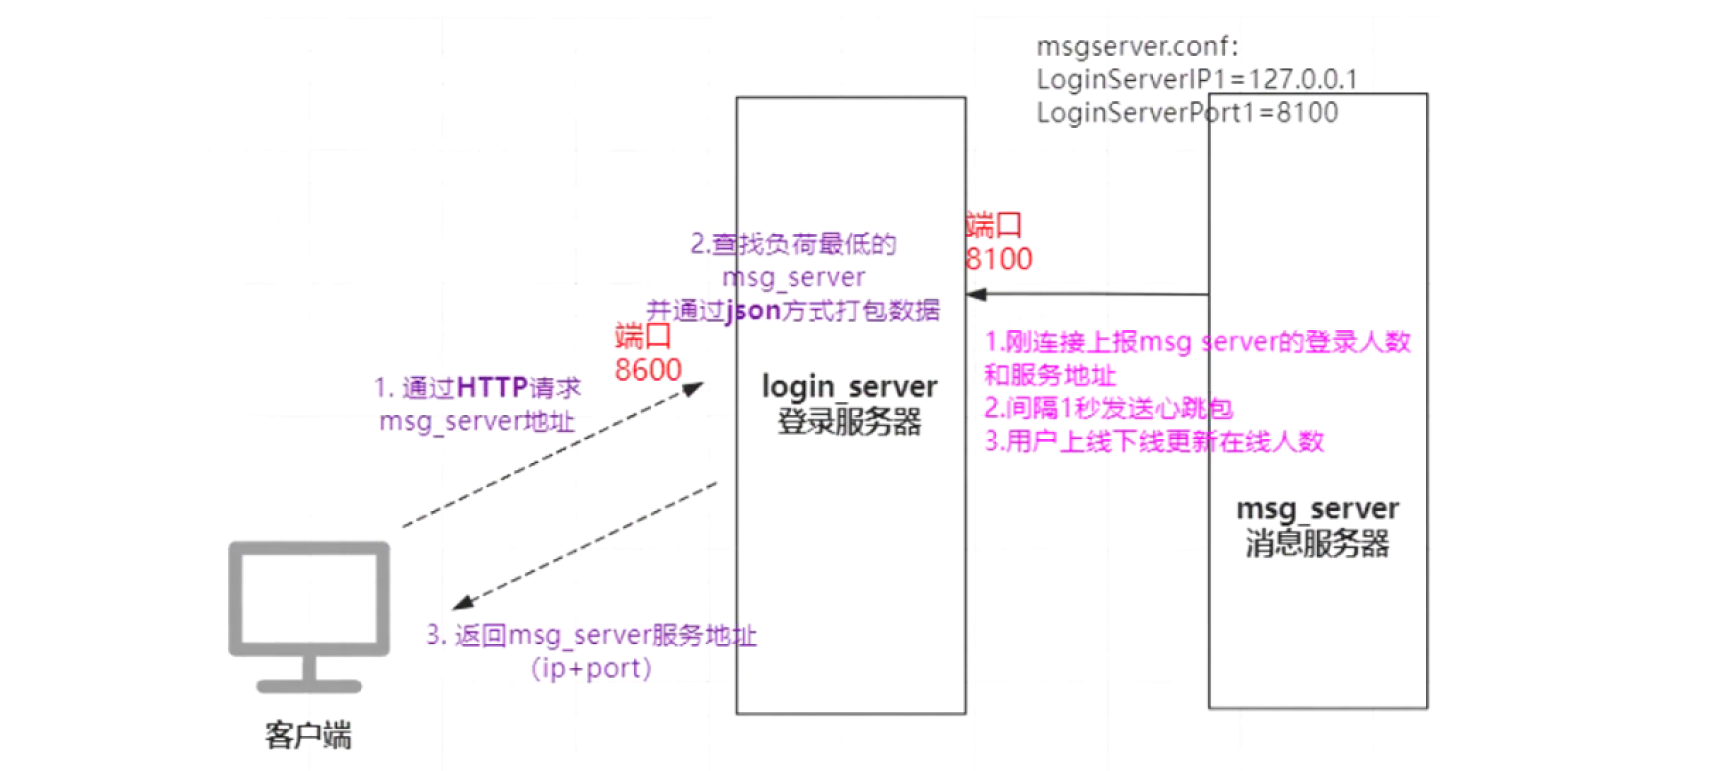 msgserver.conf:
LoginServerIP1=127.0.0.1
LoginServerPort1=8100
端口
8100
2.查找负荷最低的
msg_server
并通过json方式打包数据
端口
8600
1.刚连接上报msg server的登录人数
和服务地址
2.间隔1秒发送心跳包
3.用户上线下线更新在线人数
1. 通过HTTP请求
msg_server地址
login_server
登录服务器
msg_server
消息服务器
3. 返回msg_server服务地址
（ip+port）
客户端